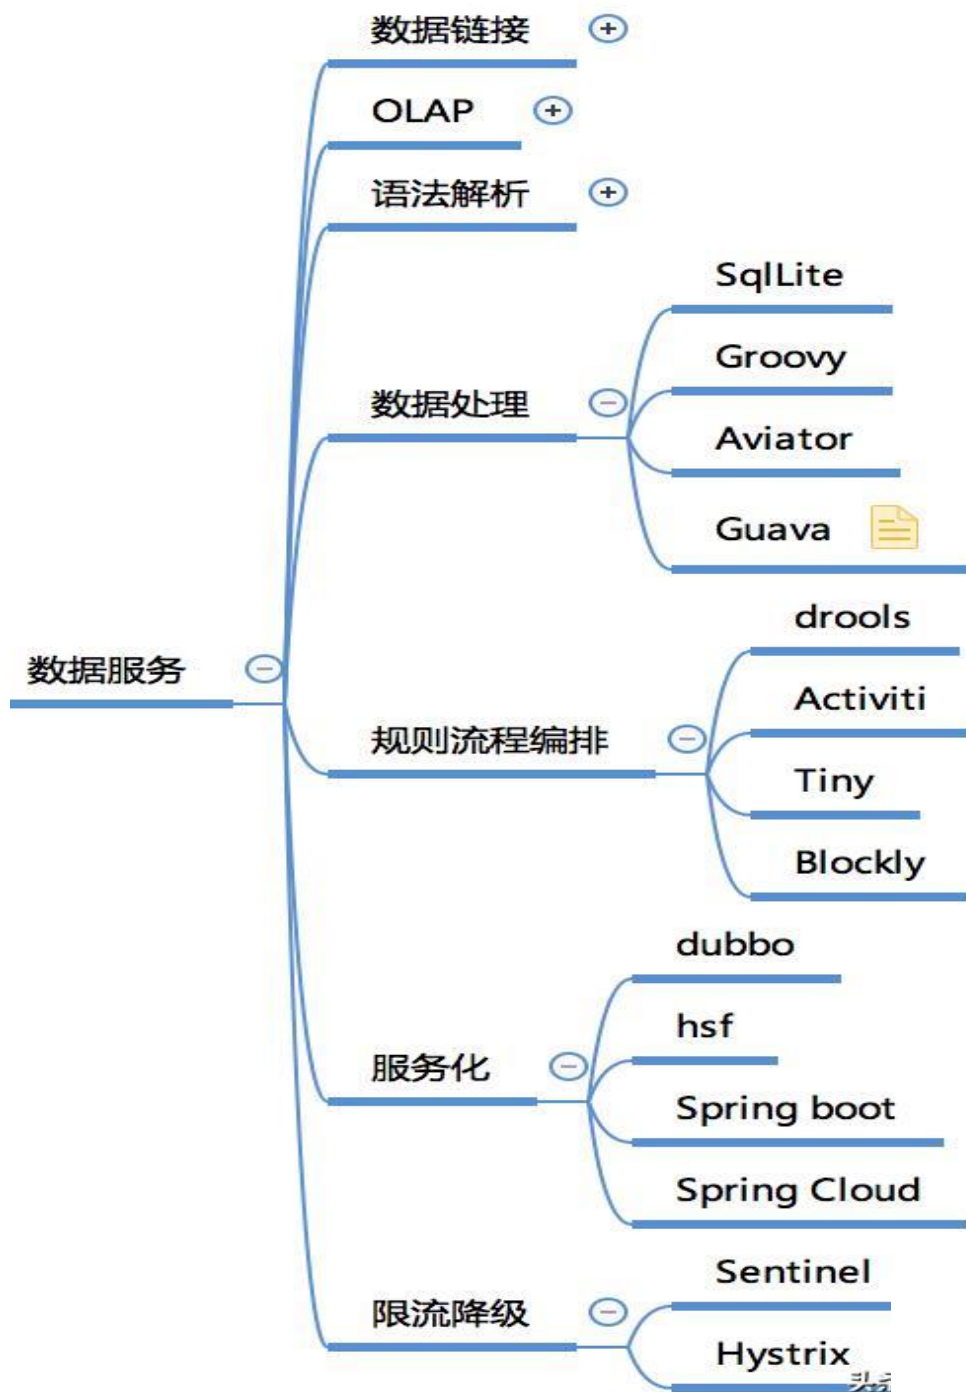 数据链接
OLAP
语法解析
SqlLite
Groovy
数据处理
Aviator
Guava
drools
数据服务
Activiti
规则流程编排
Tiny
Blockly
dubbo
hsf
服务化
Spring boot
Spring Cloud
Sentinel
限流降级
Hystrix